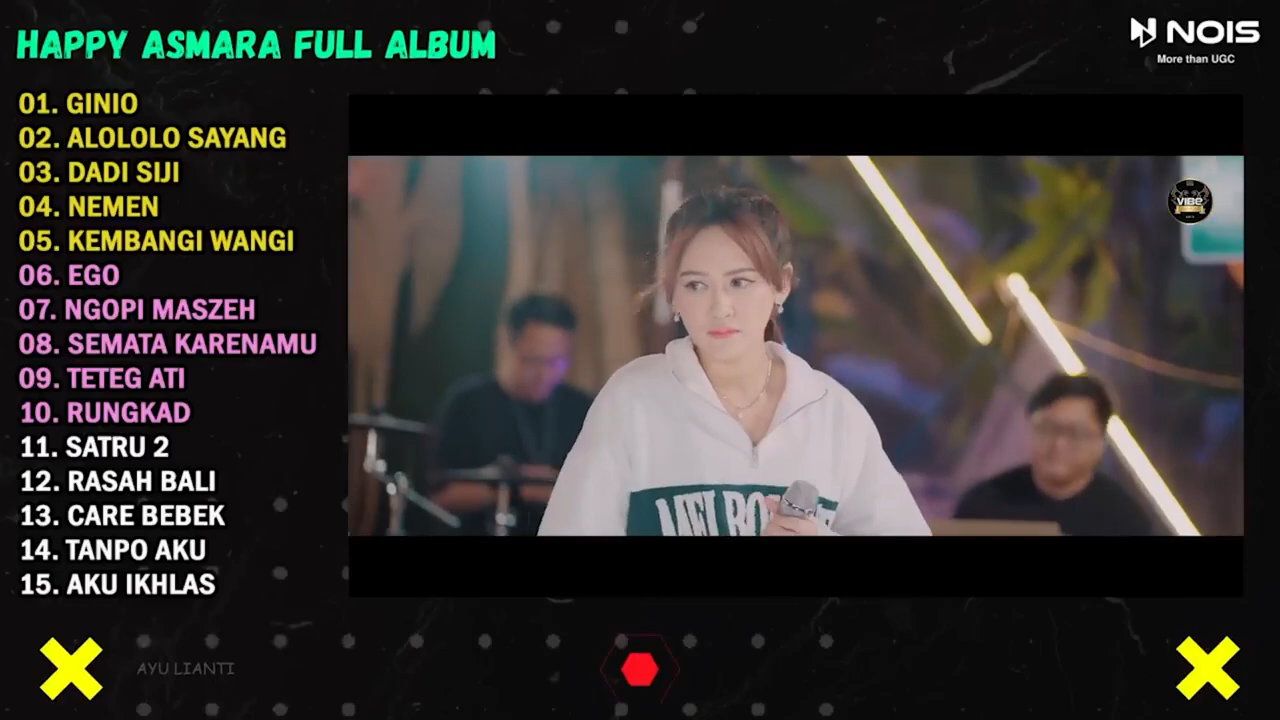 HAPPY ASMARA FULL ALBUM
NOIS
More than UGC
01. GINIO
02. ALOLOLO SAYANG
03. DADI SIJI
04. NEMEN
05. KEMBANGI WANGI
06. EGO
07. NGOPI MASZEH
08. SEMATA KARENAMU
09. TETEG ATI
10. RUNGKAD
11. SATRU 2
12. RASAH BALI
13. CARE BEBEK
14. TANPO AKU
15. AKU IKHLAS
VIBE
AYU LIANTI